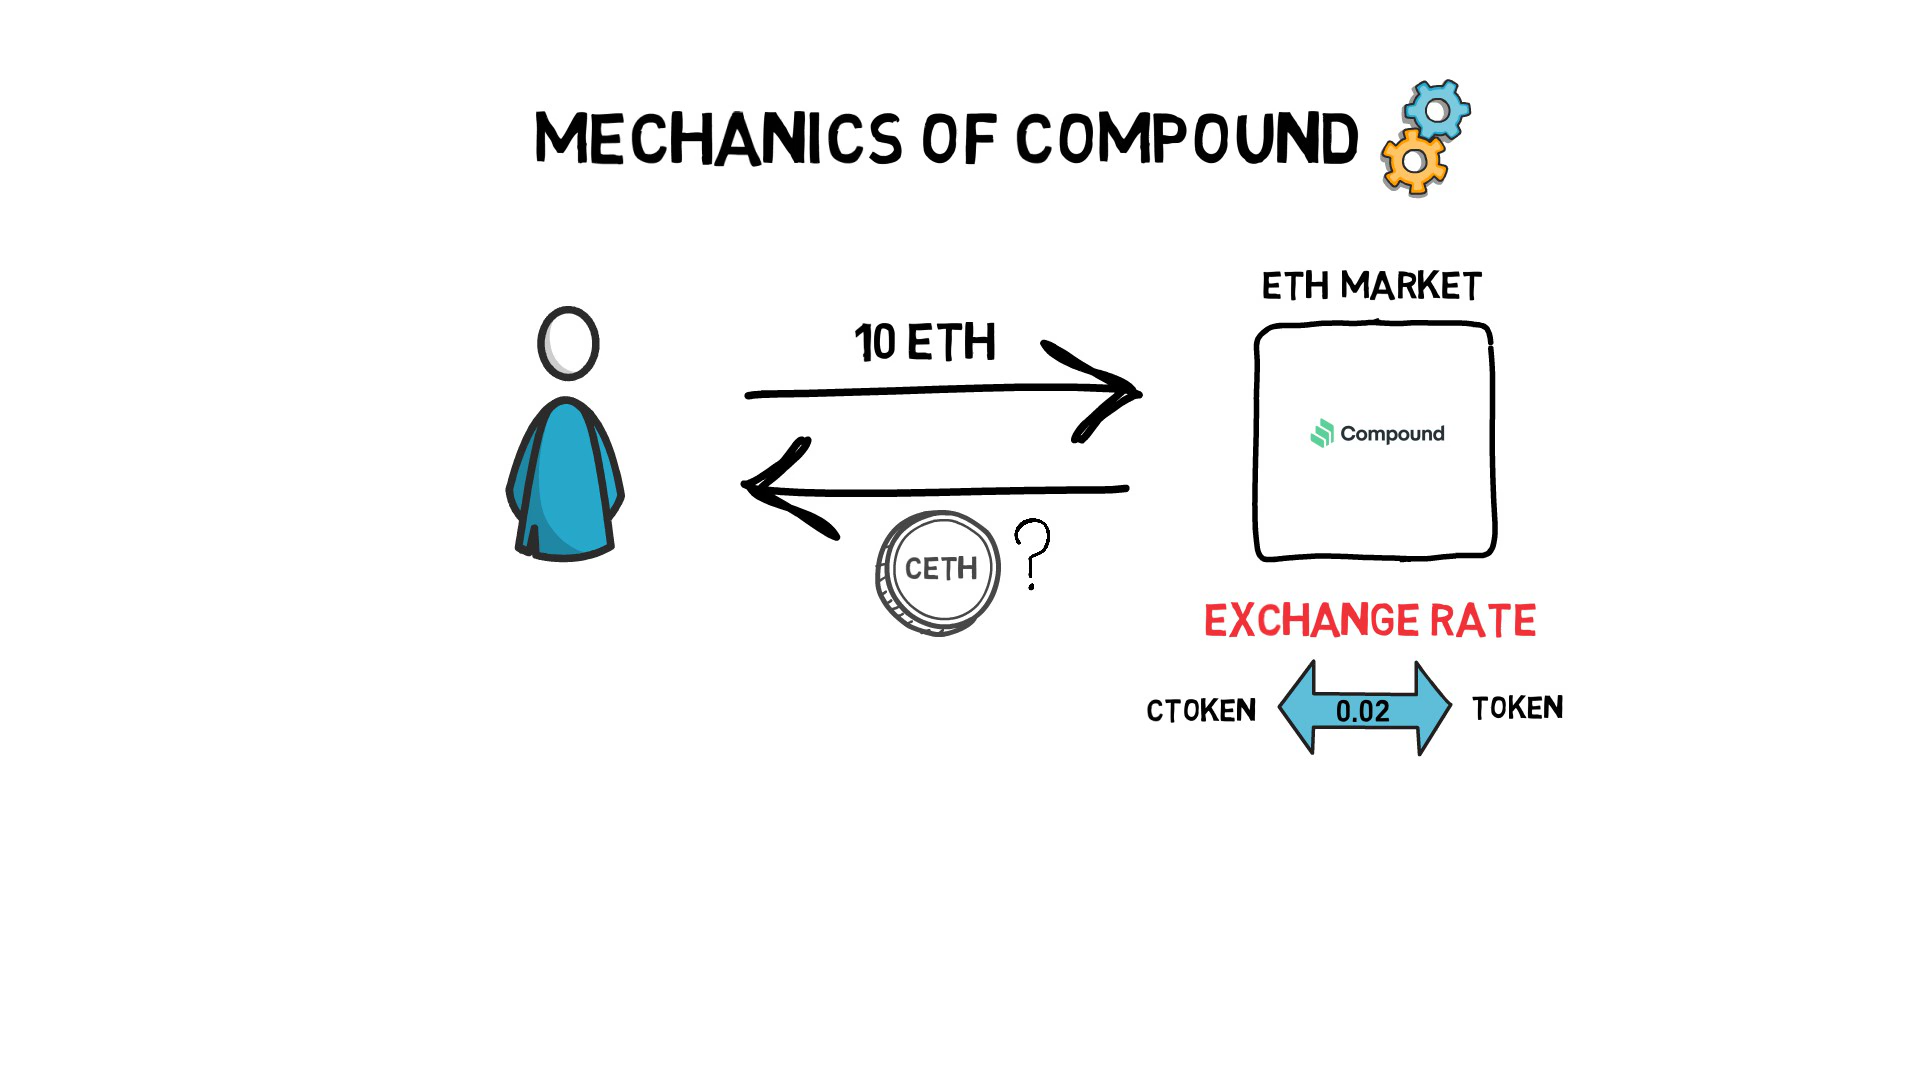 MECHANICS OF COMPOUND
ETH MARKET
10 ETH
Compound
CETH ?
EXCHANGE RATE
CTOKEN 0.02 TOKEN